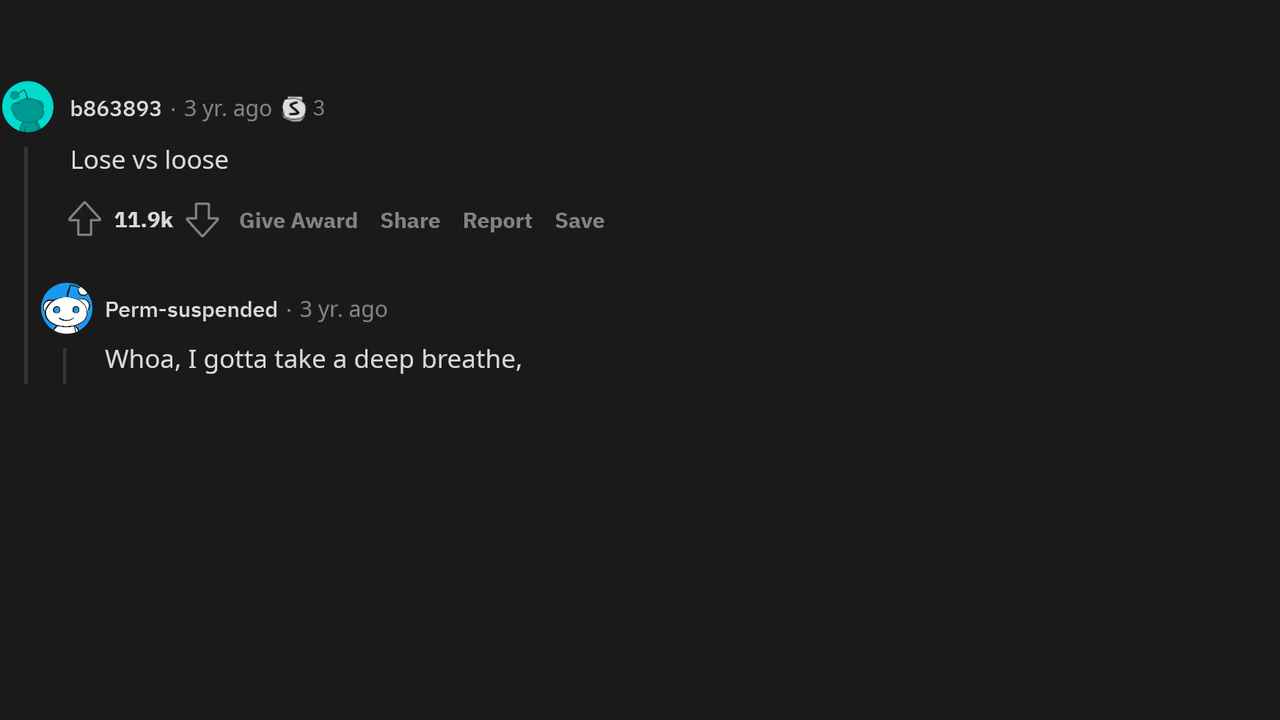 b863893 · 3 yr. ago S 3
Lose vs loose
11.9k Give Award Share Report Save
Perm-suspended · 3 yr. ago
Whoa, I gotta take a deep breathe,